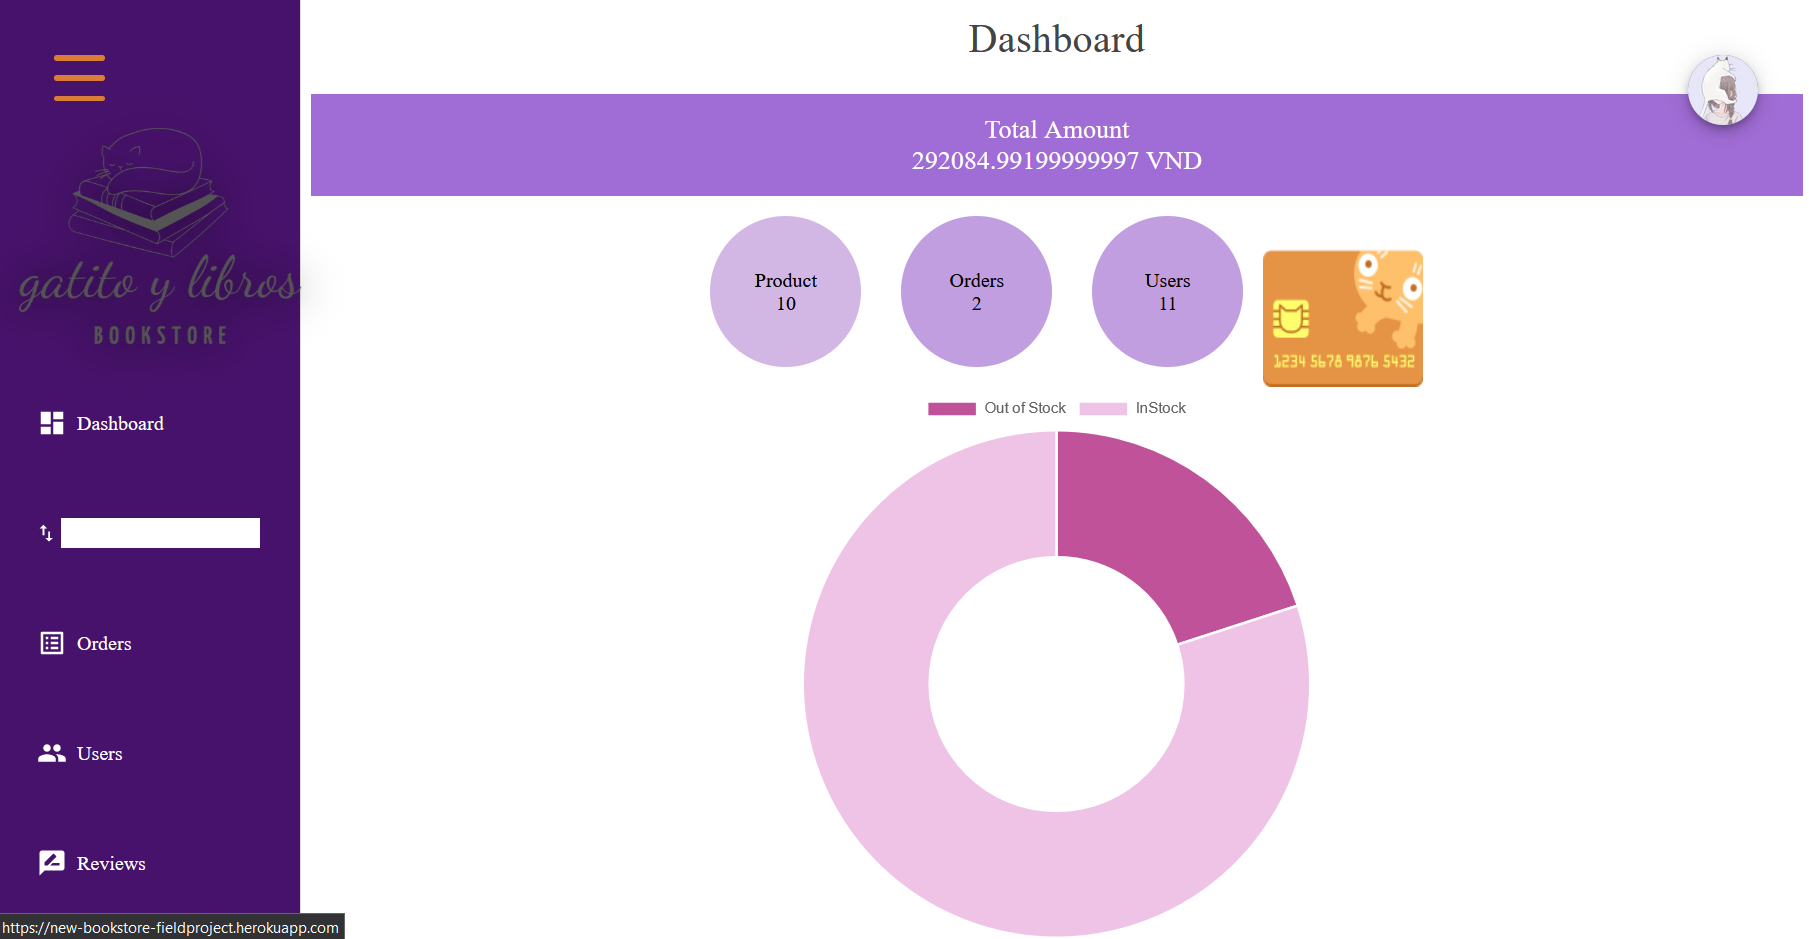 Dashboard
Total Amount
292084.99199999997 VND
gatito y libros
BOOKSTORE
Product
10
Orders
2
Users
11
1234 5678 9876 5432
Out of Stock
InStock
Dashboard
Orders
Users
Reviews
https://new-bookstore-fieldproject.herokuapp.com